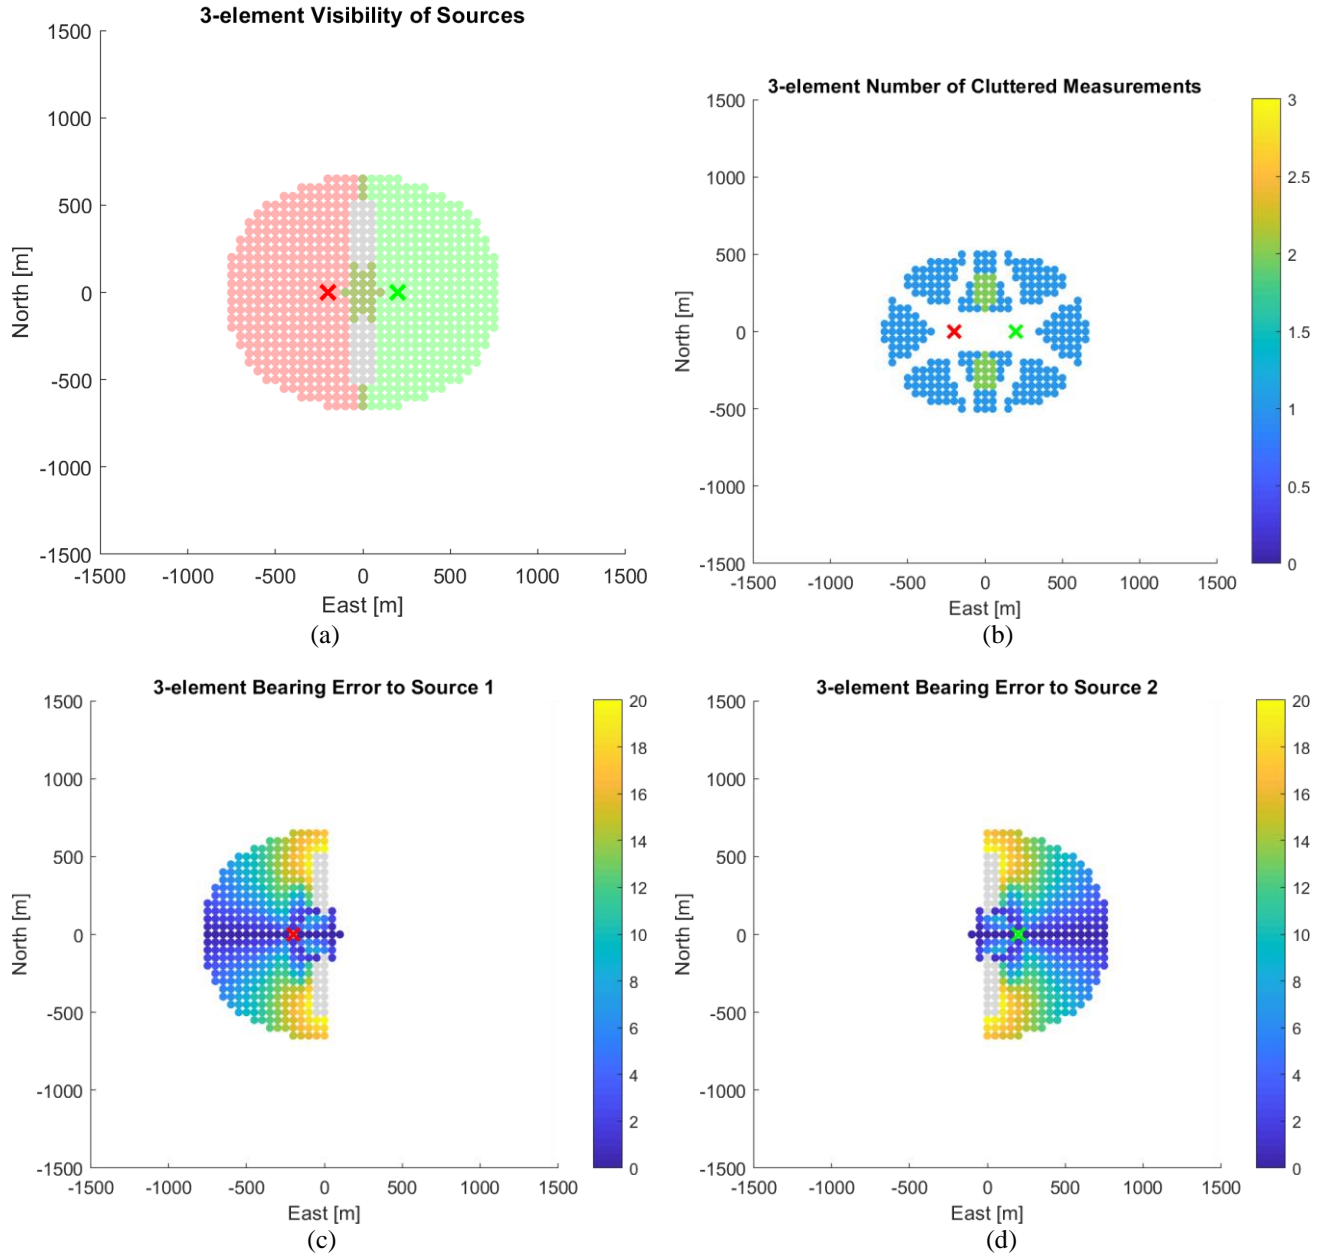 3-element Visibility of Sources
1500
1000
500
0
-500
-1000
-1500
-1500 -1000 -500 0 500 1000 1500
North [m]
East [m]
(a)
3-element Number of Cluttered Measurements
1500
1000
500
0
-500
-1000
-1500
-1500 -1000 -500 0 500 1000 1500
North [m]
East [m]
3
2.5
2
1.5
1
0.5
0
(b)
3-element Bearing Error to Source 1
1500
1000
500
0
-500
-1000
-1500
-1500 -1000 -500 0 500 1000 1500
North [m]
East [m]
20
18
16
14
12
10
8
6
4
2
0
(c)
3-element Bearing Error to Source 2
1500
1000
500
0
-500
-1000
-1500
-1500 -1000 -500 0 500 1000 1500
North [m]
East [m]
20
18
16
14
12
10
8
6
4
2
0
(d)